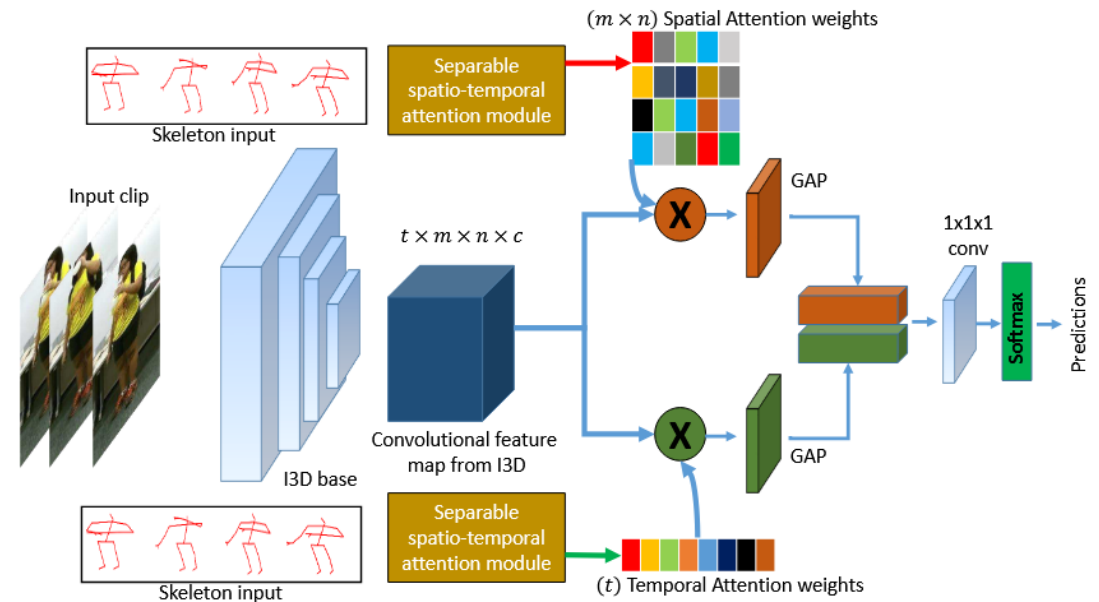 (m × n) Spatial Attention weights
Separable
spatio-temporal
attention module
Skeleton input
Input clip
GAP
t × m × n × c
1x1x1
conv
X
Softmax
Predictions
X
Convolutional feature
map from I3D
GAP
I3D base
Separable
spatio-temporal
attention module
(t) Temporal Attention weights
Skeleton input